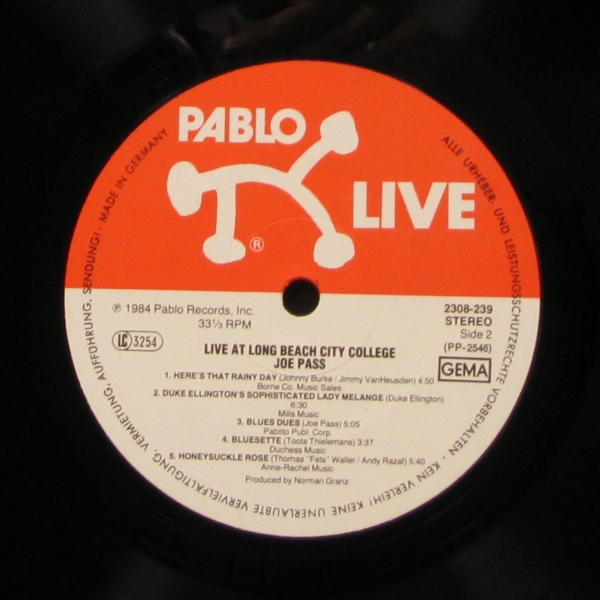 PABLO
LIVE
®
℗ 1984 Pablo Records, Inc.
33⅓ RPM
LC 3254
2308-239
STEREO
Side 2
(PP-2546)
GEMA
LIVE AT LONG BEACH CITY COLLEGE
JOE PASS
1. HERE'S THAT RAINY DAY (Johnny Burke / Jimmy VanHeusden) 4:50
Borne Co. Music Sales
2. DUKE ELLINGTON'S SOPHISTICATED LADY MELANGE (Duke Ellington)
6:30
Mills Music
3. BLUES DUES (Joe Pass) 5:05
Pablito Publ. Corp.
4. BLUESETTE (Toots Thielemans) 3:37
Duchess Music
5. HONEYSUCKLE ROSE (Thomas "Fats" Waller / Andy Razaf) 5:40
Anne-Rachel Music
Produced by Norman Granz
ALLE URHEBER- UND LEISTUNGSSCHUTZRECHTE VORBEHALTEN - KEIN VERLEIH! KEINE UNERLAUBTE VERVIELFÄLTIGUNG, VERMIETUNG, AUFFÜHRUNG, SENDUNG! - MADE IN GERMANY